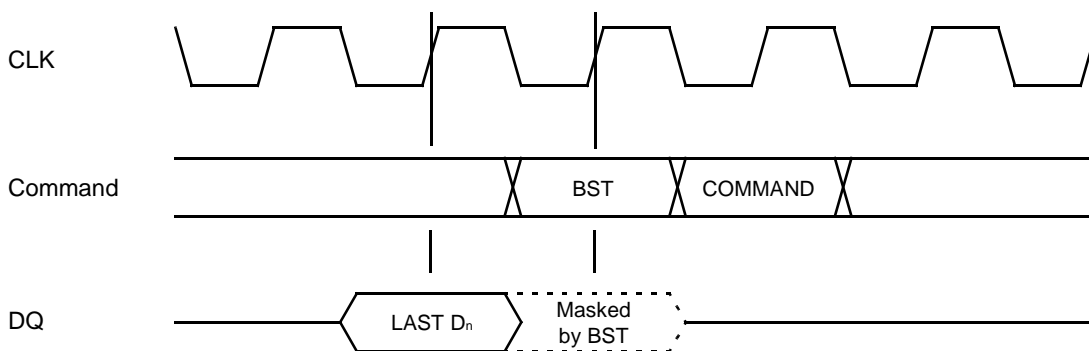 CLK
Command
BST
COMMAND
DQ
LAST Dn
Masked
by BST